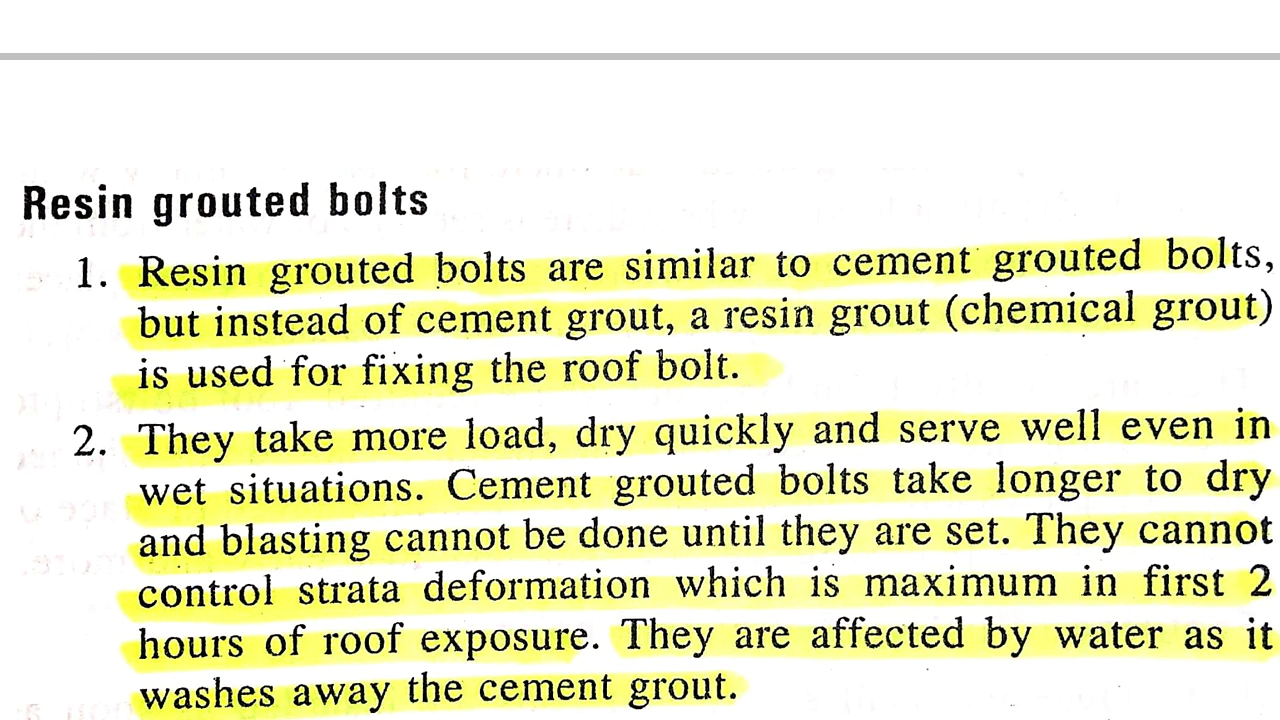 Resin grouted bolts
1. Resin grouted bolts are similar to cement grouted bolts,
but instead of cement grout, a resin grout (chemical grout)
is used for fixing the roof bolt.
2. They take more load, dry quickly and serve well even in
wet situations. Cement grouted bolts take longer to dry
and blasting cannot be done until they are set. They cannot
control strata deformation which is maximum in first 2
hours of roof exposure. They are affected by water as it
washes away the cement grout.